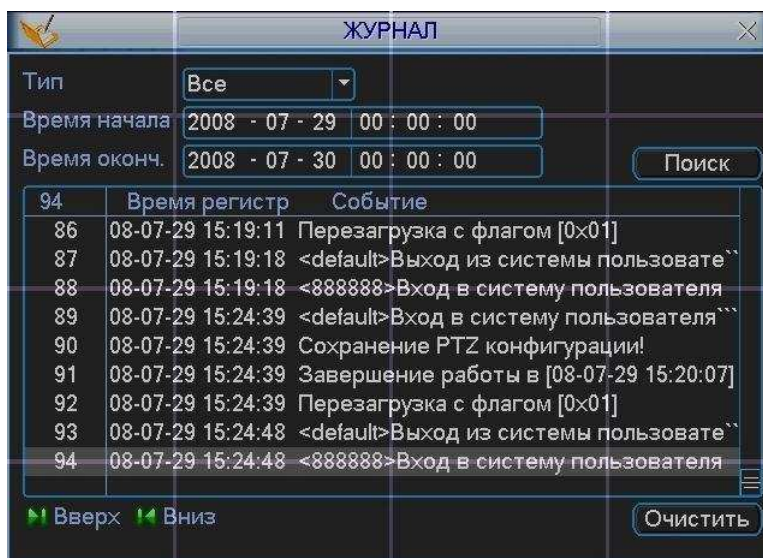 ЖУРНАЛ
Тип Все
Время начала 2008 - 07 - 29 00 : 00 : 00
Время оконч. 2008 - 07 - 30 00 : 00 : 00
Поиск
94 Время регистр Событие
86 08-07-29 15:19:11 Перезагрузка с флагом [0x01]
87 08-07-29 15:19:18 <default>Выход из системы пользовате``
88 08-07-29 15:19:18 <888888>Вход в систему пользователя
89 08-07-29 15:24:39 <default>Вход в систему пользователя```
90 08-07-29 15:24:39 Сохранение PTZ конфигурации!
91 08-07-29 15:24:39 Завершение работы в [08-07-29 15:20:07]
92 08-07-29 15:24:39 Перезагрузка с флагом [0x01]
93 08-07-29 15:24:48 <default>Выход из системы пользовате``
94 08-07-29 15:24:48 <888888>Вход в систему пользователя
Вверх Вниз Очистить